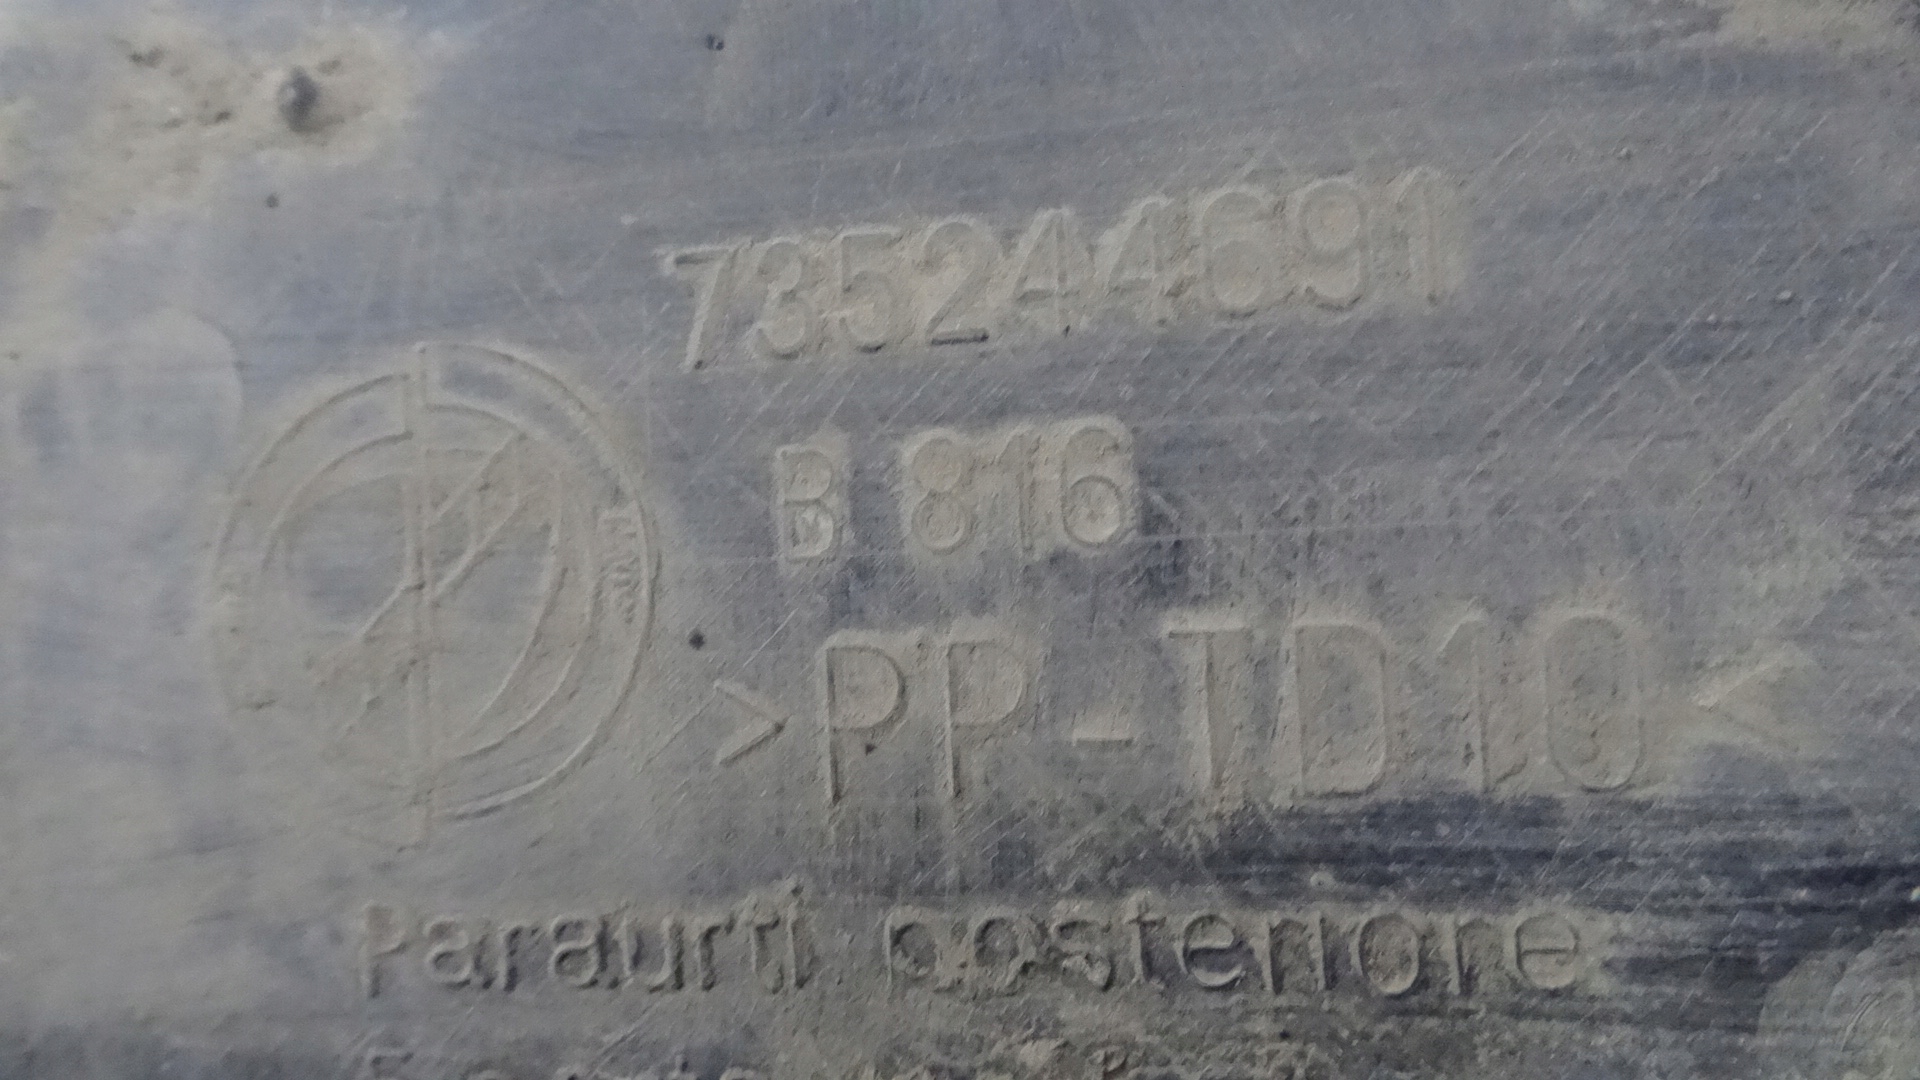 735244691
B 816
>PP-TD10<
Paraurti posteriore